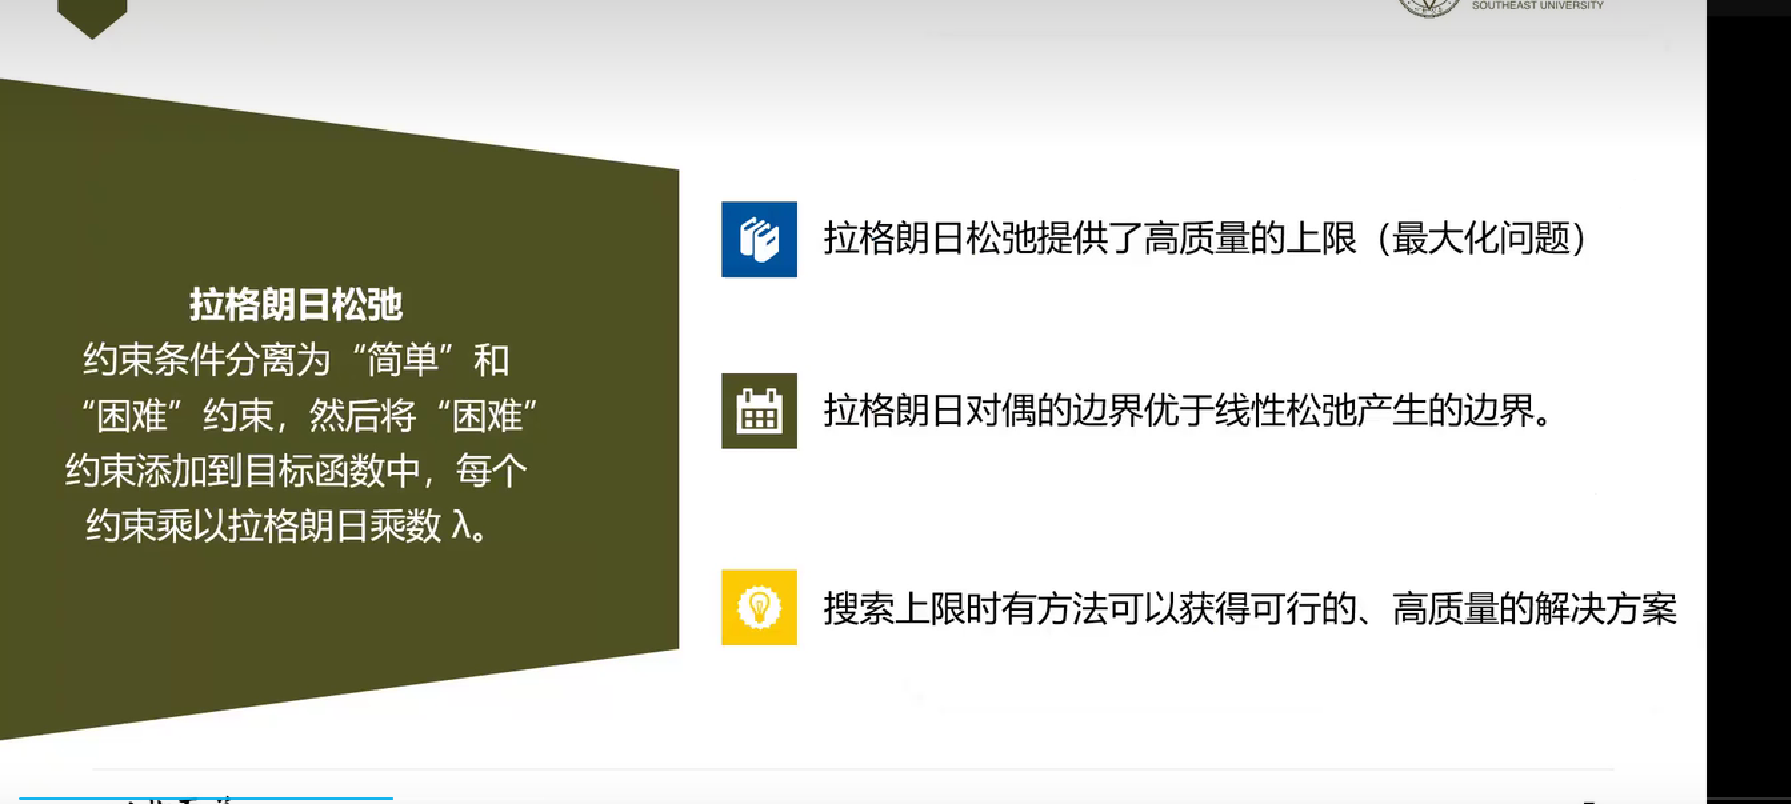 SOUTHEAST UNIVERSITY
拉格朗日松弛
约束条件分离为“简单”和
“困难”约束，然后将“困难”
约束添加到目标函数中，每个
约束乘以拉格朗日乘数 λ。
拉格朗日松弛提供了高质量的上限（最大化问题）
拉格朗日对偶的边界优于线性松弛产生的边界。
搜索上限时有方法可以获得可行的、高质量的解决方案